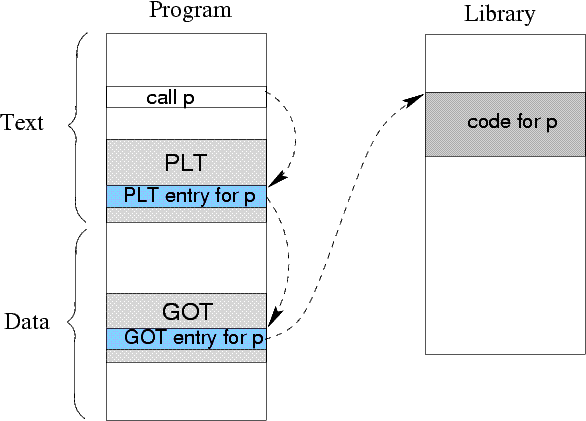 Program
Library
Text
call p
code for p
PLT
PLT entry for p
Data
GOT
GOT entry for p